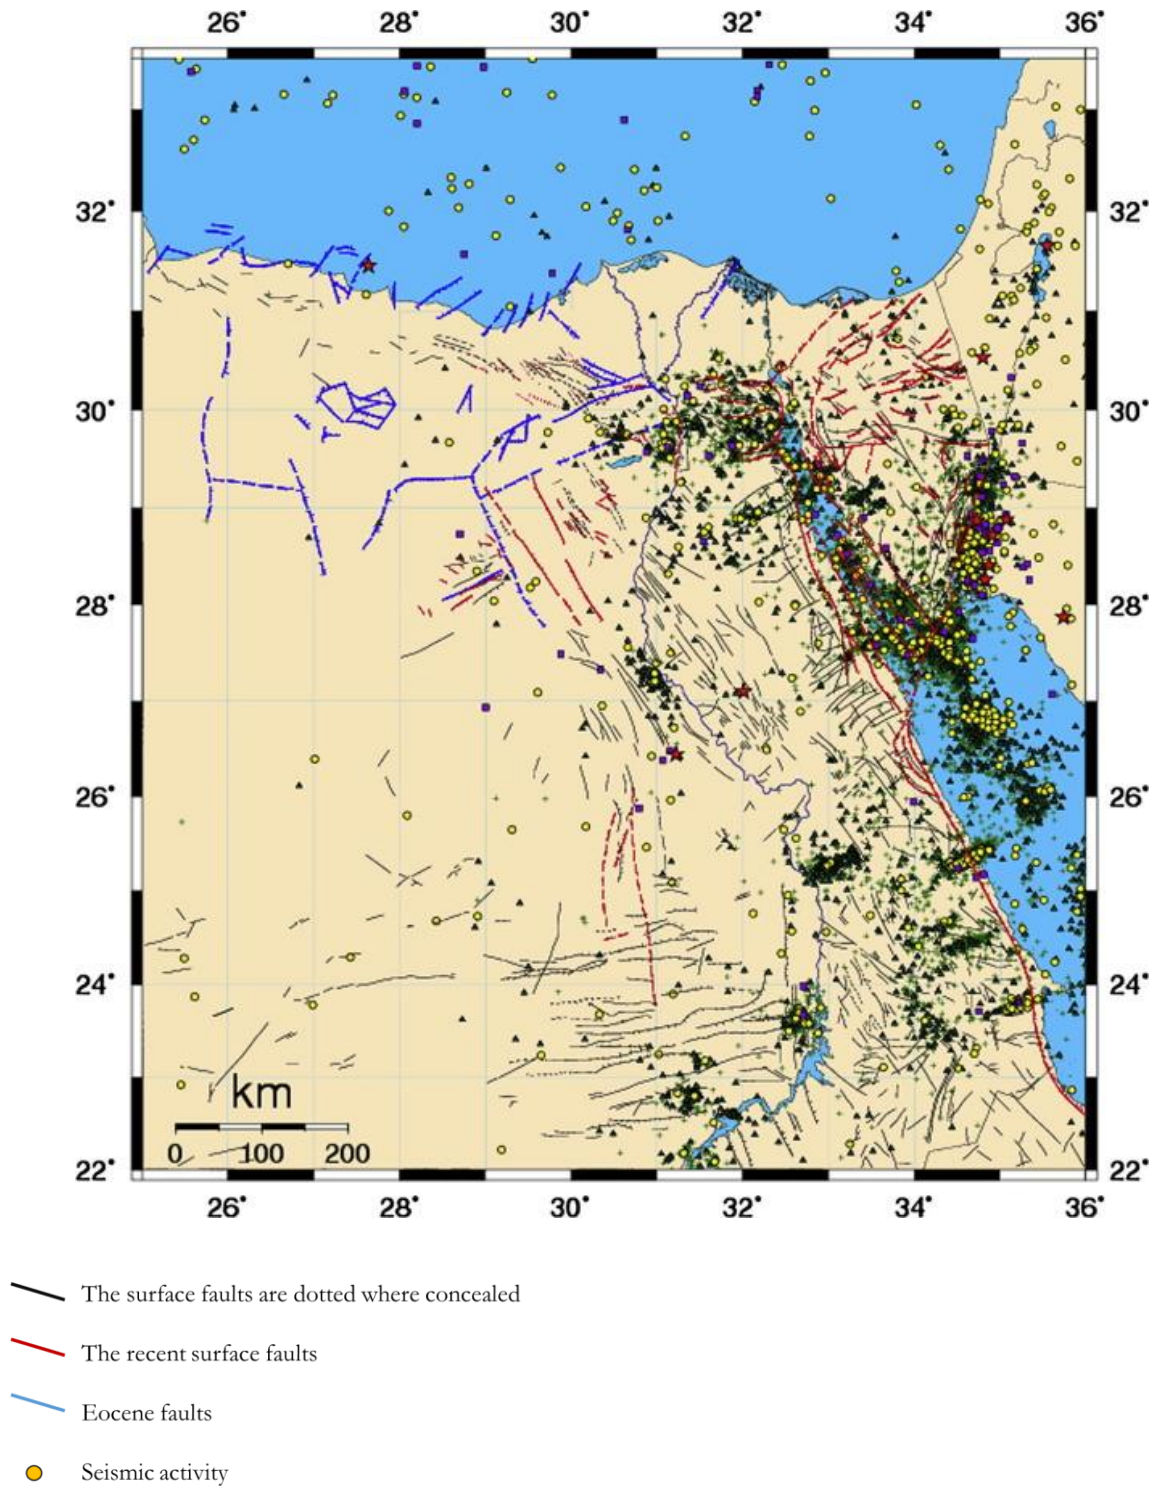 26° 28° 30° 32° 34° 36°
32° 32°
30° 30°
28° 28°
26° 26°
24° 24°
km
0 100 200
22° 22°
26° 28° 30° 32° 34° 36°
The surface faults are dotted where concealed
The recent surface faults
Eocene faults
Seismic activity